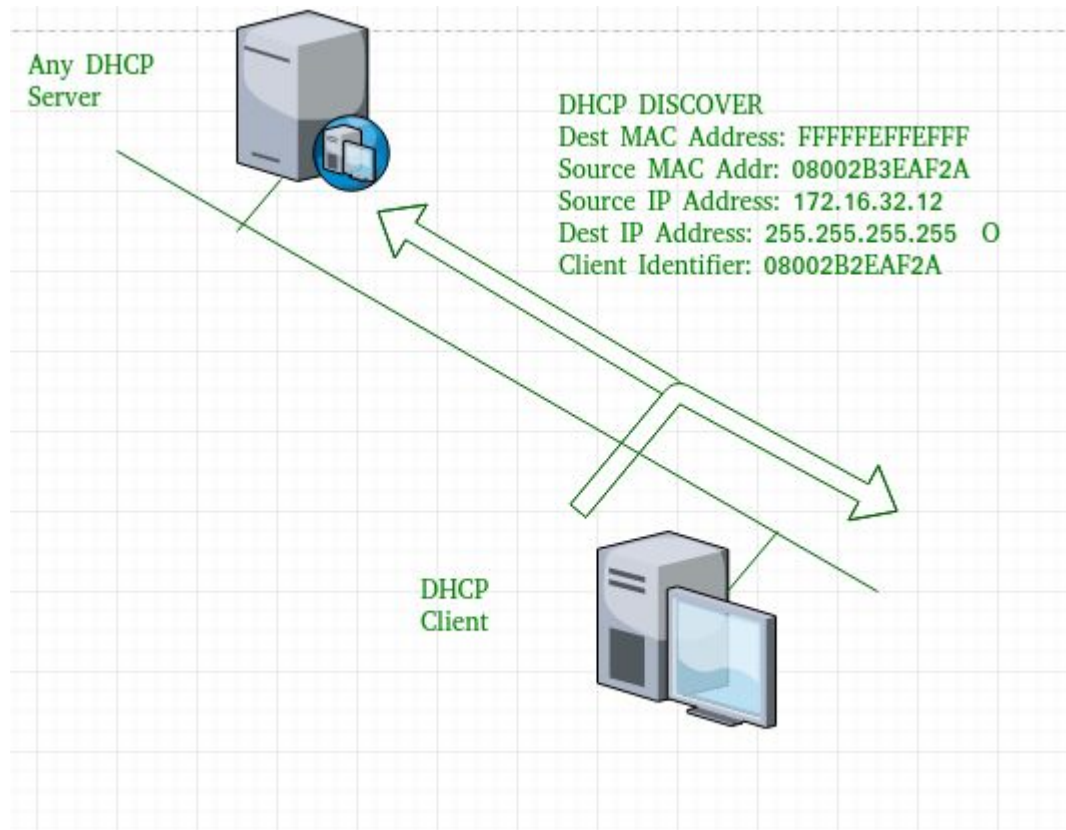 Any DHCP
Server
DHCP DISCOVER
Dest MAC Address: FFFFFEFFEFFF
Source MAC Addr: 08002B3EAF2A
Source IP Address: 172.16.32.12
Dest IP Address: 255.255.255.255 O
Client Identifier: 08002B2EAF2A
DHCP
Client